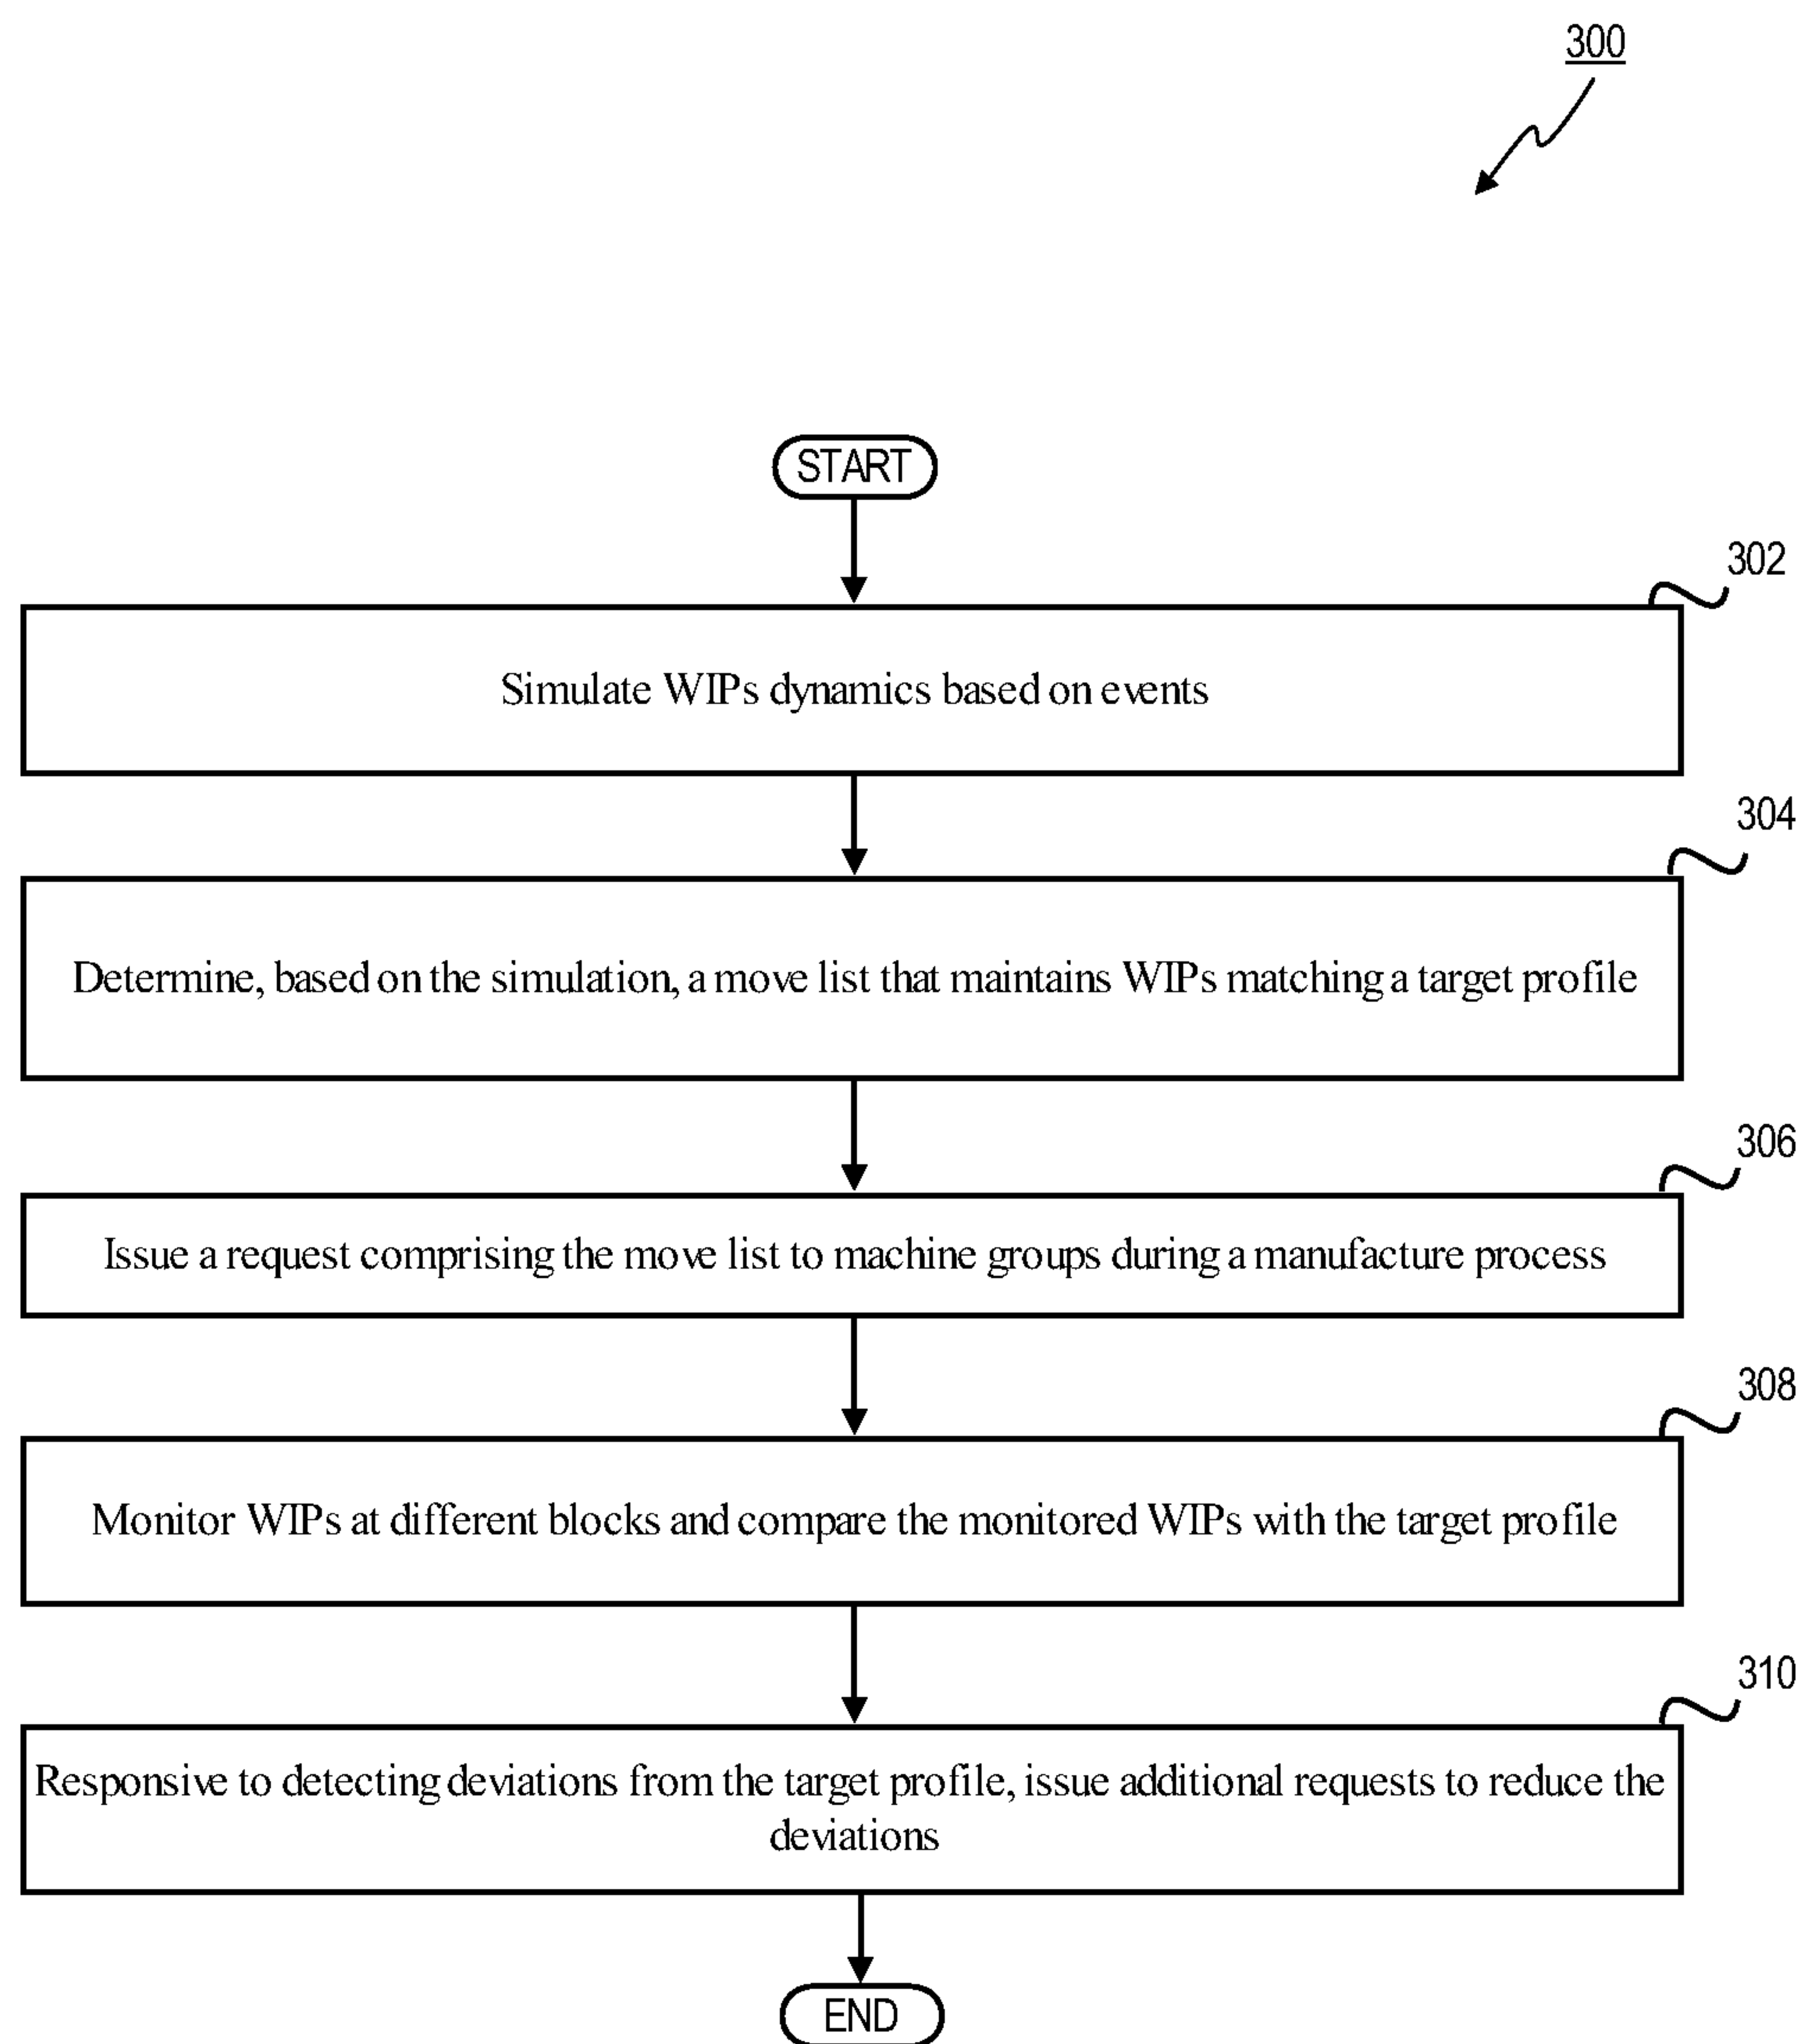 300
START
302
Simulate WIPs dynamics based on events
304
Determine, based on the simulation, a move list that maintains WIPs matching a target profile
306
Issue a request comprising the move list to machine groups during a manufacture process
308
Monitor WIPs at different blocks and compare the monitored WIPs with the target profile
310
Responsive to detecting deviations from the target profile, issue additional requests to reduce the
deviations
END